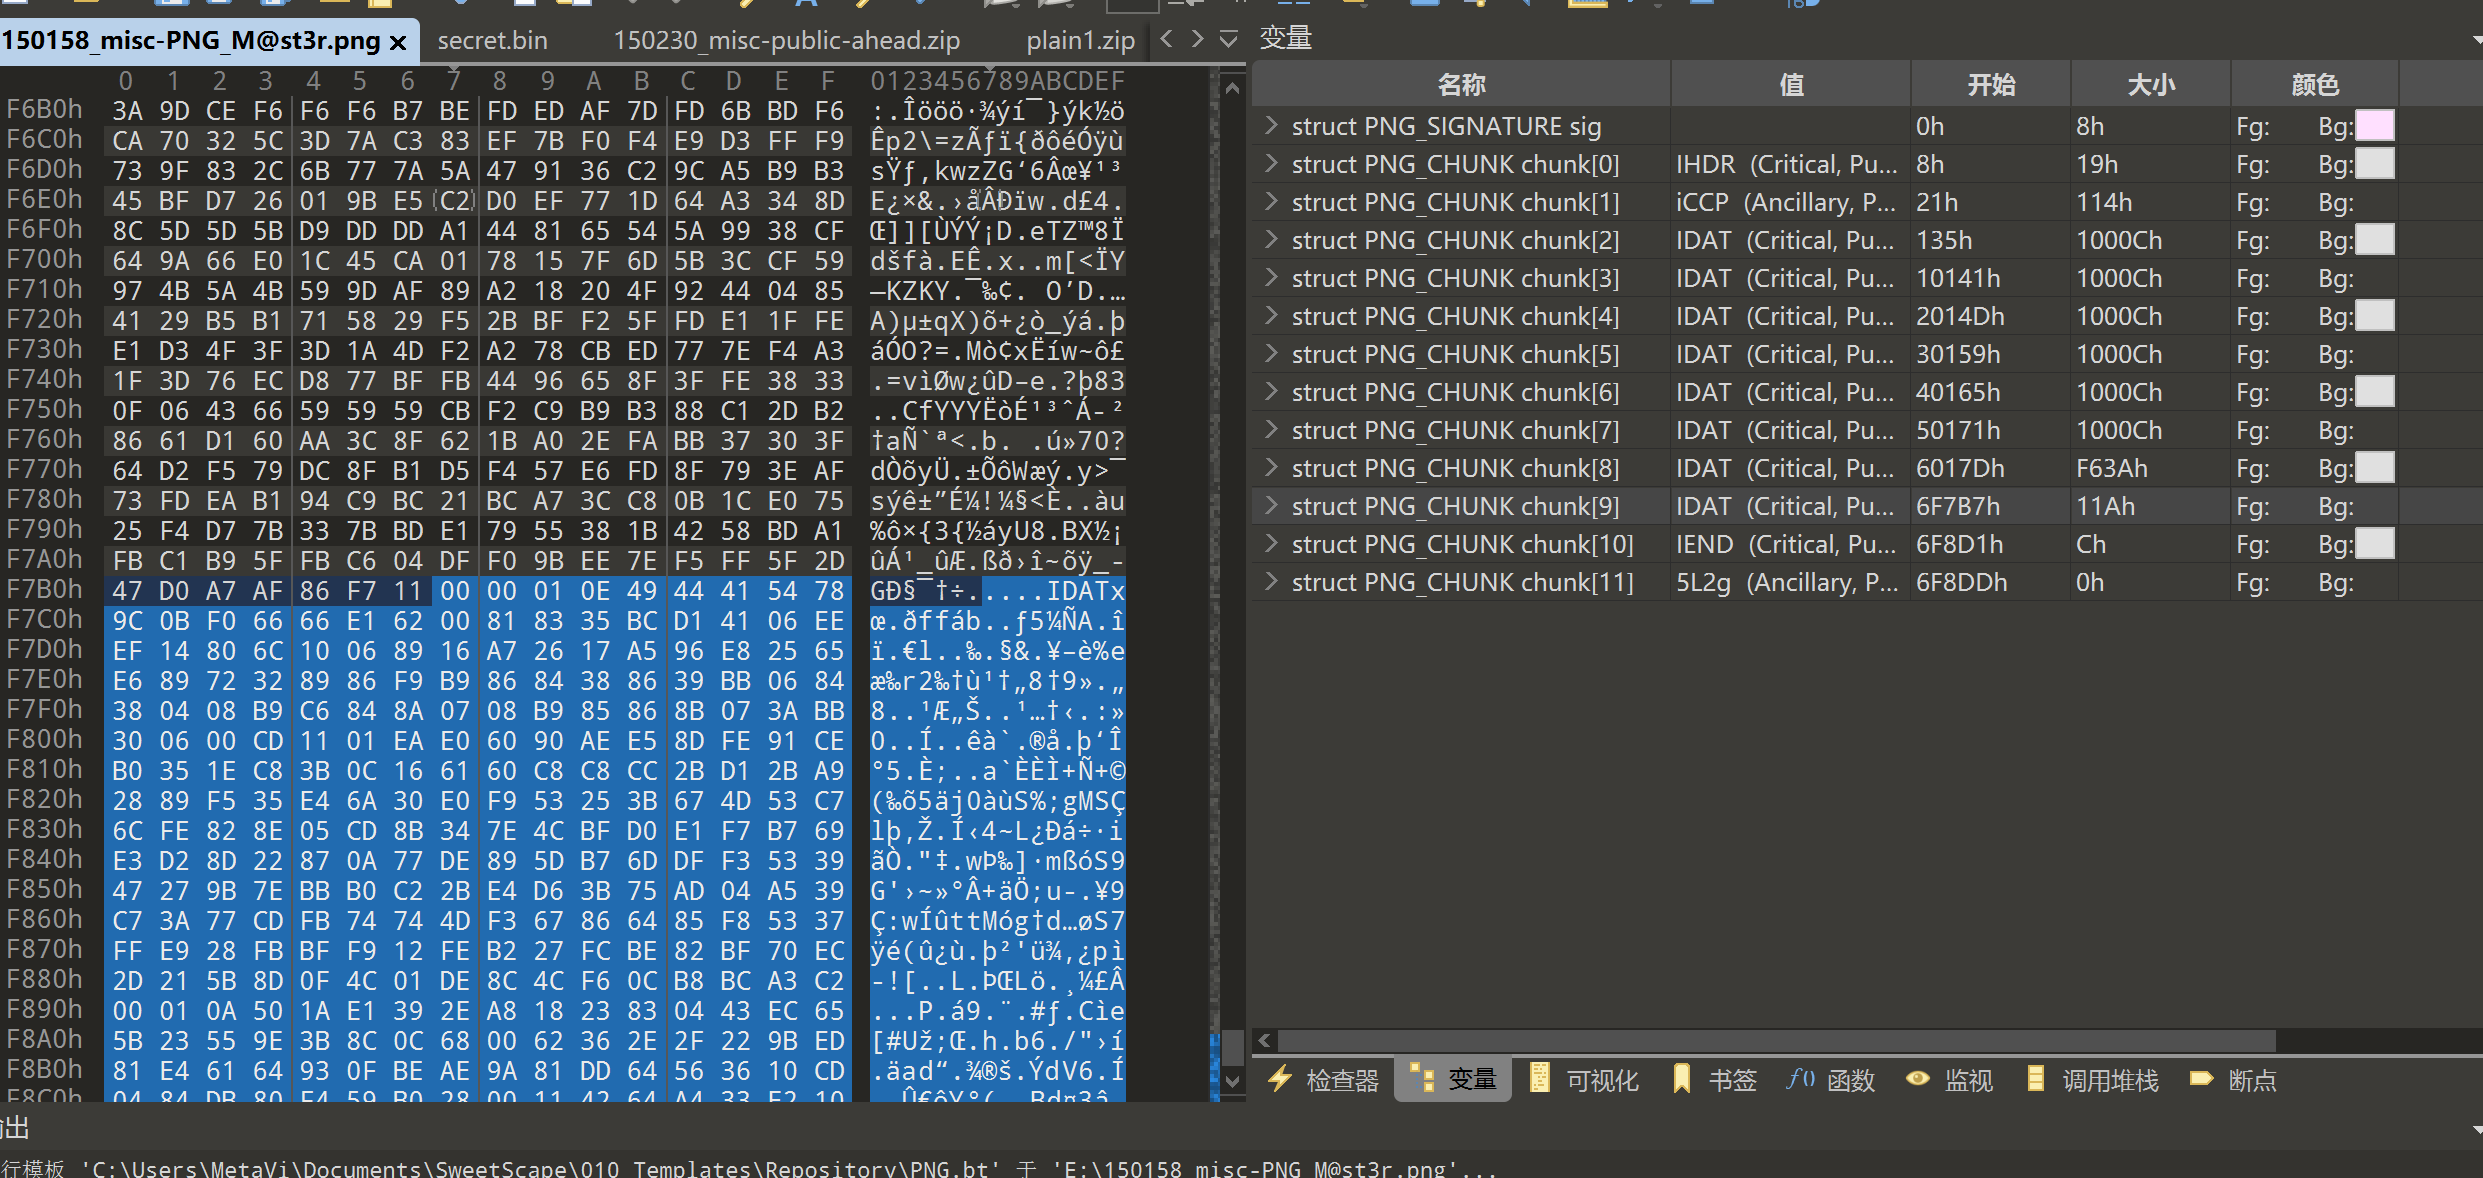 150158_misc-PNG_M@st3r.png × secret.bin 150230_misc-public-ahead.zip plain1.zip
变量
0 1 2 3 4 5 6 7 8 9 A B C D E F 0123456789ABCDEF
F6B0h 3A 9D CE F6 F6 F6 B7 BE FD ED AF 7D FD 6B BD F6 :.Îööö·¾ýí¯}ýk½ö
F6C0h CA 70 32 5C 3D 7A C3 83 EF 7B F0 F4 E9 D3 FF F9 Êp2\=zÃƒï{ðôéÓÿù
F6D0h 73 9F 83 2C 6B 77 7A 5A 47 91 36 C2 9C A5 B9 B3 sŸƒ,kwzZG‘6Âœ¥¹³
F6E0h 45 BF D7 26 01 9B E5 C2 D0 EF 77 1D 64 A3 34 8D E¿×&.›åÂÐïw.d£4.
F6F0h 8C 5D 5D 5B D9 DD DD A1 44 81 65 54 5A 99 38 CF Œ]][ÙÝÝ¡D.eTZ™8Ï
F700h 64 9A 66 E0 1C 45 CA 01 78 15 7F 6D 5B 3C CF 59 dšfà.EÊ.x..m[<ÏY
F710h 97 4B 5A 4B 59 9D AF 89 A2 18 20 4F 92 44 04 85 —KZKY.¯‰¢. O’D.…
F720h 41 29 B5 B1 71 58 29 F5 2B BF F2 5F FD E1 1F FE A)µ±qX)õ+¿ò_ýá.þ
F730h E1 D3 4F 3F 3D 1A 4D F2 A2 78 CB ED 77 7E F4 A3 áÓO?=.Mò¢xËíw~ô£
F740h 1F 3D 76 EC D8 77 BF FB 44 96 65 8F 3F FE 38 33 .=vìØw¿ûD–e.?þ83
F750h 0F 06 43 66 59 59 59 CB F2 C9 B9 B3 88 C1 2D B2 ..CfYYYËòÉ¹³ˆÁ-²
F760h 86 61 D1 60 AA 3C 8F 62 1B A0 2E FA BB 37 30 3F †aÑ`ª<.b. .ú»70?
F770h 64 D2 F5 79 DC 8F B1 D5 F4 57 E6 FD 8F 79 3E AF dÒõyÜ.±ÕôWæý.y>¯
F780h 73 FD EA B1 94 C9 BC 21 BC A7 3C C8 0B 1C E0 75 sýê±”É¼!¼§<È..àu
F790h 25 F4 D7 7B 33 7B BD E1 79 55 38 1B 42 58 BD A1 %ô×{3{½áyU8.BX½¡
F7A0h FB C1 B9 5F FB C6 04 DF F0 9B EE 7E F5 FF 5F 2D ûÁ¹_ûÆ.ßð›î~õÿ_-
F7B0h 47 D0 A7 AF 86 F7 11 00 00 01 0E 49 44 41 54 78 GÐ§¯†÷.....IDATx
F7C0h 9C 0B F0 66 66 E1 62 00 81 83 35 BC D1 41 06 EE œ.ðffáb..ƒ5¼ÑA.î
F7D0h EF 14 80 6C 10 06 89 16 A7 26 17 A5 96 E8 25 65 ï.€l..‰.§&.¥–è%e
F7E0h E6 89 72 32 89 86 F9 B9 86 84 38 86 39 BB 06 84 æ‰r2‰†ù¹†„8†9».„
F7F0h 38 04 08 B9 C6 84 8A 07 08 B9 85 86 8B 07 3A BB 8..¹Æ„Š..¹…†‹.:»
F800h 30 06 00 CD 11 01 EA E0 60 90 AE E5 8D FE 91 CE 0..Í..êà`.®å.þ‘Î
F810h B0 35 1E C8 3B 0C 16 61 60 C8 C8 CC 2B D1 2B A9 °5.È;..a`ÈÈÌ+Ñ+©
F820h 28 89 F5 35 E4 6A 30 E0 F9 53 25 3B 67 4D 53 C7 (‰õ5äj0àùS%;gMSÇ
F830h 6C FE 82 8E 05 CD 8B 34 7E 4C BF D0 E1 F7 B7 69 lþ‚Ž.Í‹4~L¿Ðá÷·i
F840h E3 D2 8D 22 87 0A 77 DE 89 5D B7 6D DF F3 53 39 ãÒ."‡.wÞ‰]·mßóS9
F850h 47 27 9B 7E BB B0 C2 2B E4 D6 3B 75 AD 04 A5 39 G'›~»°Â+äÖ;u-.¥9
F860h C7 3A 77 CD FB 74 74 4D F3 67 86 64 85 F8 53 37 Ç:wÍûttMóg†d…øS7
F870h FF E9 28 FB BF F9 12 FE B2 27 FC BE 82 BF 70 EC ÿé(û¿ù.þ²'ü¾‚¿pì
F880h 2D 21 5B 8D 0F 4C 01 DE 8C 4C F6 0C B8 BC A3 C2 -![..L.ÞŒLö.¸¼£Â
F890h 00 01 0A 50 1A E1 39 2E A8 18 23 83 04 43 EC 65 ...P.á9.¨.#ƒ.Cìe
F8A0h 5B 23 55 9E 3B 8C 0C 68 00 62 36 2E 2F 22 9B ED [#Už;Œ.h.b6./"›í
F8B0h 81 E4 61 64 93 0F BE AE 9A 81 DD 64 56 36 10 CD .äad“.¾®š.ÝdV6.Í
F8C0h 04 84 DB 80 F4 59 B0 28 00 11 42 64 A4 33 E2 10
名称 值 开始 大小 颜色
struct PNG_SIGNATURE sig 0h 8h Fg: Bg:
struct PNG_CHUNK chunk[0] IHDR (Critical, Pu... 8h 19h Fg: Bg:
struct PNG_CHUNK chunk[1] iCCP (Ancillary, P... 21h 114h Fg: Bg:
struct PNG_CHUNK chunk[2] IDAT (Critical, Pu... 135h 1000Ch Fg: Bg:
struct PNG_CHUNK chunk[3] IDAT (Critical, Pu... 10141h 1000Ch Fg: Bg:
struct PNG_CHUNK chunk[4] IDAT (Critical, Pu... 2014Dh 1000Ch Fg: Bg:
struct PNG_CHUNK chunk[5] IDAT (Critical, Pu... 30159h 1000Ch Fg: Bg:
struct PNG_CHUNK chunk[6] IDAT (Critical, Pu... 40165h 1000Ch Fg: Bg:
struct PNG_CHUNK chunk[7] IDAT (Critical, Pu... 50171h 1000Ch Fg: Bg:
struct PNG_CHUNK chunk[8] IDAT (Critical, Pu... 6017Dh F63Ah Fg: Bg:
struct PNG_CHUNK chunk[9] IDAT (Critical, Pu... 6F7B7h 11Ah Fg: Bg:
struct PNG_CHUNK chunk[10] IEND (Critical, Pu... 6F8D1h Ch Fg: Bg:
struct PNG_CHUNK chunk[11] 5L2g (Ancillary, P... 6F8DDh 0h Fg: Bg:
检查器 变量 可视化 书签 f() 函数 监视 调用堆栈 断点
出
行模板 'C:\Users\MetaVi\Documents\SweetScape\010 Templates\Repository\PNG.bt' 于 'E:\150158_misc-PNG_M@st3r.png'...